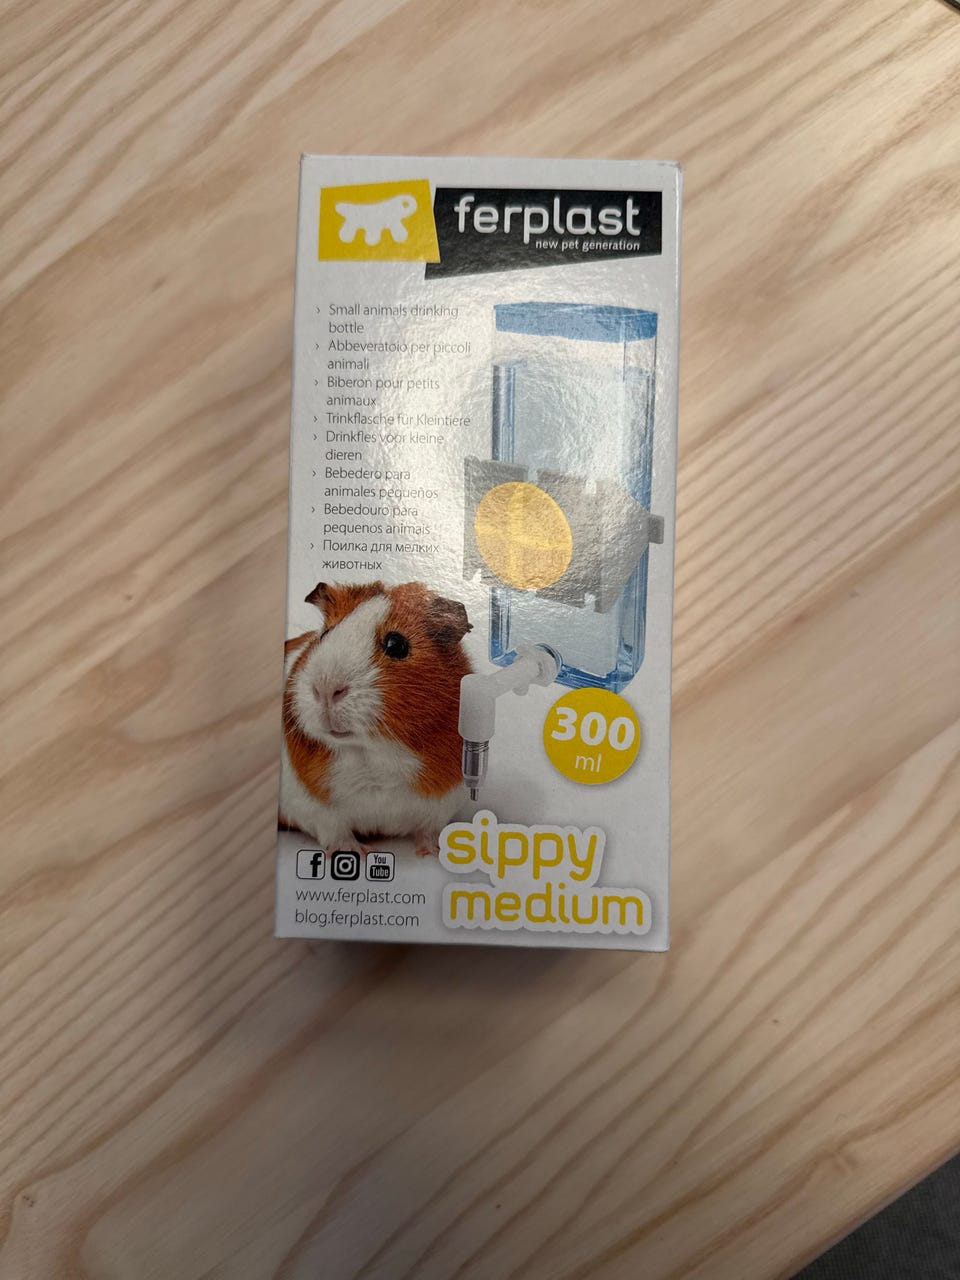 ferplast
new pet generation
› Small animals drinking
bottle
› Abbeveratoio per piccoli
animali
› Biberon pour petits
animaux
› Trinkflasche für Kleintiere
› Drinkfles voor kleine
dieren
› Bebedero para
animales pequeños
› Bebedouro para
pequenos animais
› Поилка для мелких
животных
300
ml
sippy
medium
f
You
Tube
www.ferplast.com
blog.ferplast.com